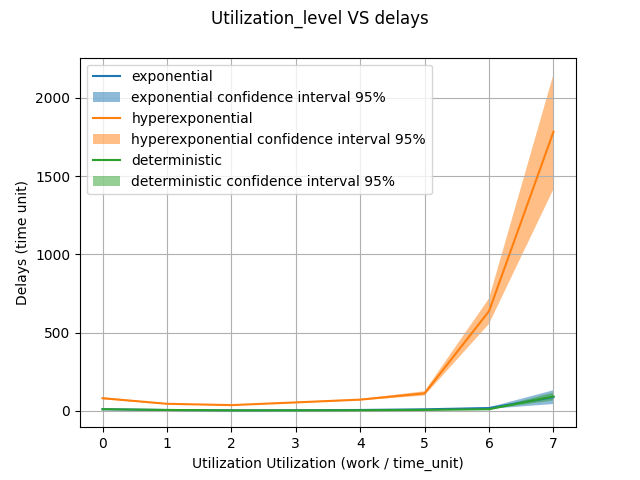 Utilization_level VS delays
exponential
exponential confidence interval 95%
hyperexponential
hyperexponential confidence interval 95%
deterministic
deterministic confidence interval 95%
Delays (time unit)
2000
1500
1000
500
0
0 1 2 3 4 5 6 7
Utilization Utilization (work / time_unit)